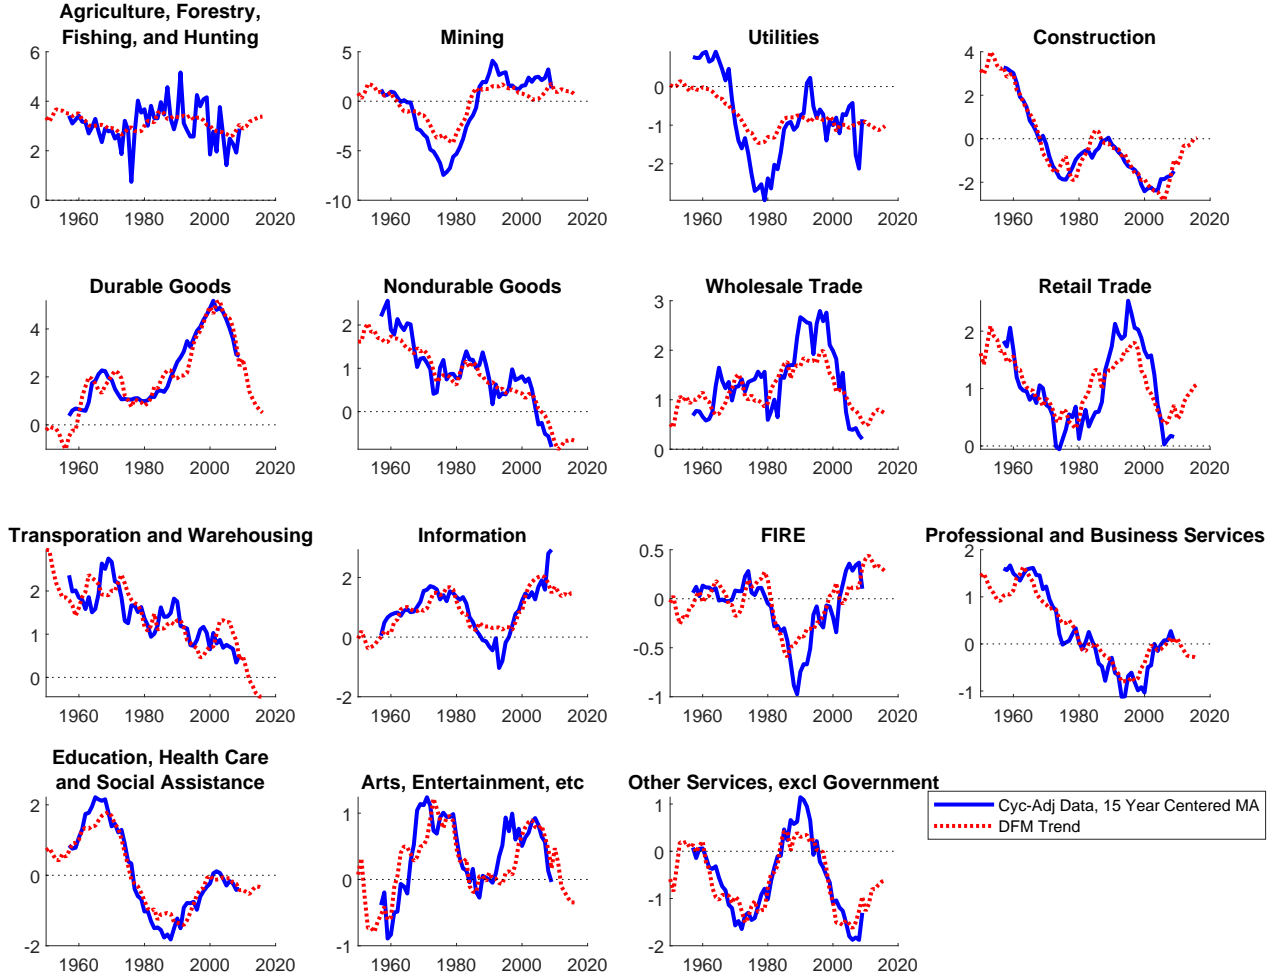 Agriculture, Forestry,
Fishing, and Hunting
6
4
2
0
1960 1980 2000 2020
Mining
5
0
-5
-10
1960 1980 2000 2020
Utilities
0
-1
-2
1960 1980 2000 2020
Construction
4
2
0
-2
1960 1980 2000 2020
Durable Goods
4
2
0
1960 1980 2000 2020
Nondurable Goods
2
1
0
1960 1980 2000 2020
Wholesale Trade
3
2
1
0
1960 1980 2000 2020
Retail Trade
2
1
0
1960 1980 2000 2020
Transporation and Warehousing
2
1
0
1960 1980 2000 2020
Information
2
0
-2
1960 1980 2000 2020
FIRE
0.5
0
-0.5
-1
1960 1980 2000 2020
Professional and Business Services
2
1
0
-1
1960 1980 2000 2020
Education, Health Care
and Social Assistance
2
0
-2
1960 1980 2000 2020
Arts, Entertainment, etc
1
0
-1
1960 1980 2000 2020
Other Services, excl Government
1
0
-1
-2
1960 1980 2000 2020
Cyc-Adj Data, 15 Year Centered MA
DFM Trend